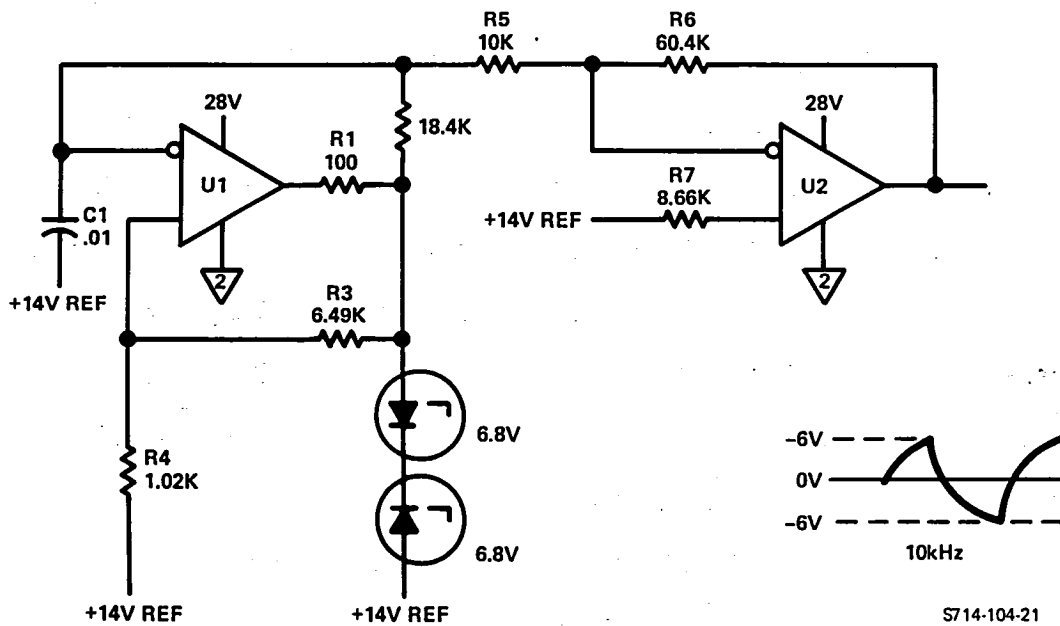 R5
10K
R6
60.4K
28V
18.4K
28V
R1
100
U1
U2
R7
8.66K
C1
.01
+14V REF
2
2
+14V REF
R3
6.49K
6.8V
R4
1.02K
–6V
0V
–6V
6.8V
10kHz
+14V REF
+14V REF
S714-104-21